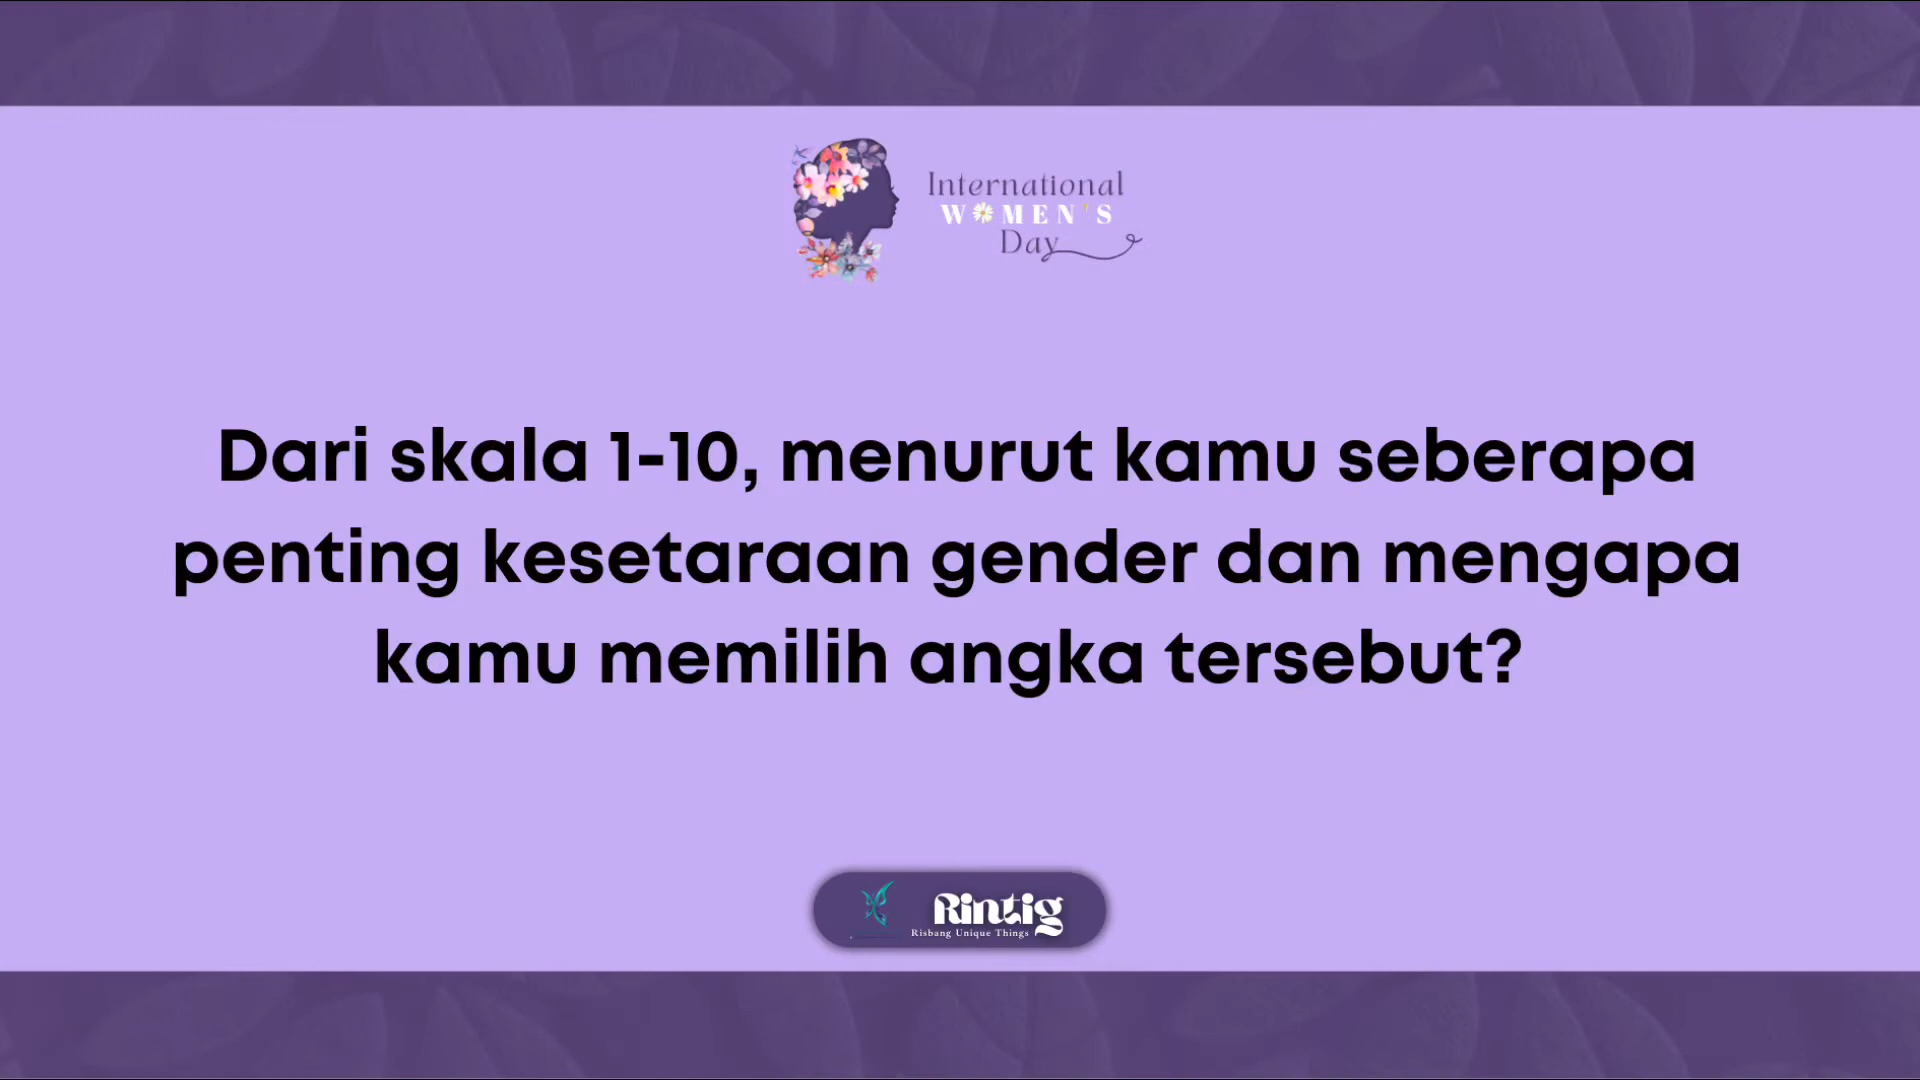 International
WOMEN'S
Day
Dari skala 1-10, menurut kamu seberapa
penting kesetaraan gender dan mengapa
kamu memilih angka tersebut?
Rintig
Risbang Unique Things